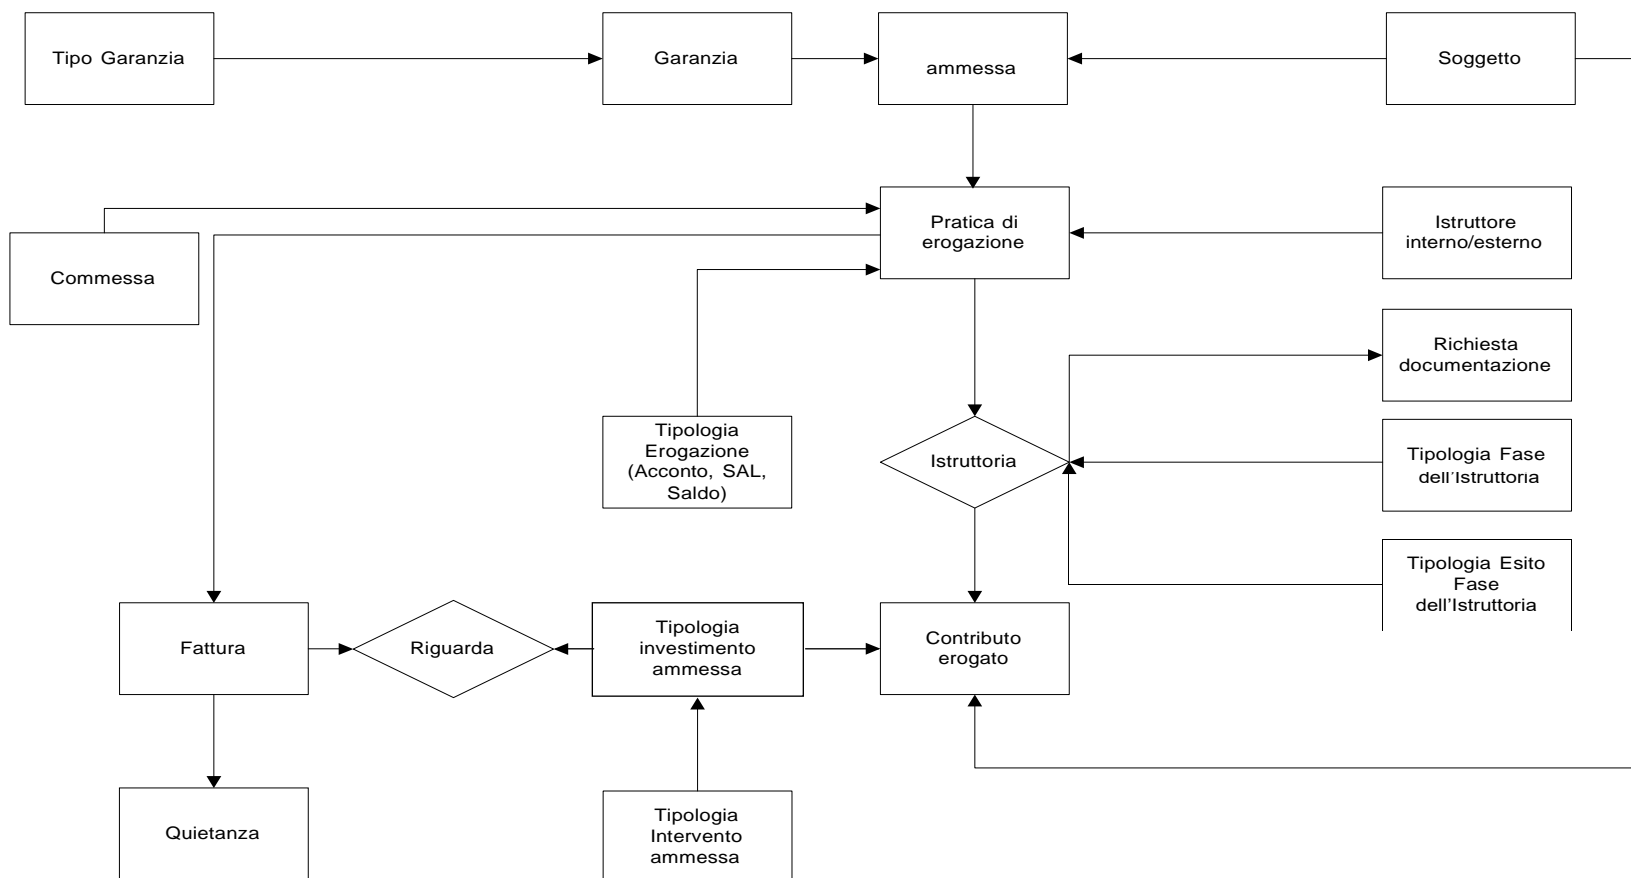 Tipo Garanzia
Garanzia
ammessa
Soggetto
Pratica di
erogazione
Istruttore
interno/esterno
Commessa
Richiesta
documentazione
Tipologia
Erogazione
(Acconto, SAL,
Saldo)
Istruttoria
Tipologia Fase
dell'Istruttoria
Tipologia Esito
Fase
dell'Istruttoria
Fattura
Riguarda
Tipologia
investimento
ammessa
Contributo
erogato
Quietanza
Tipologia
Intervento
ammessa